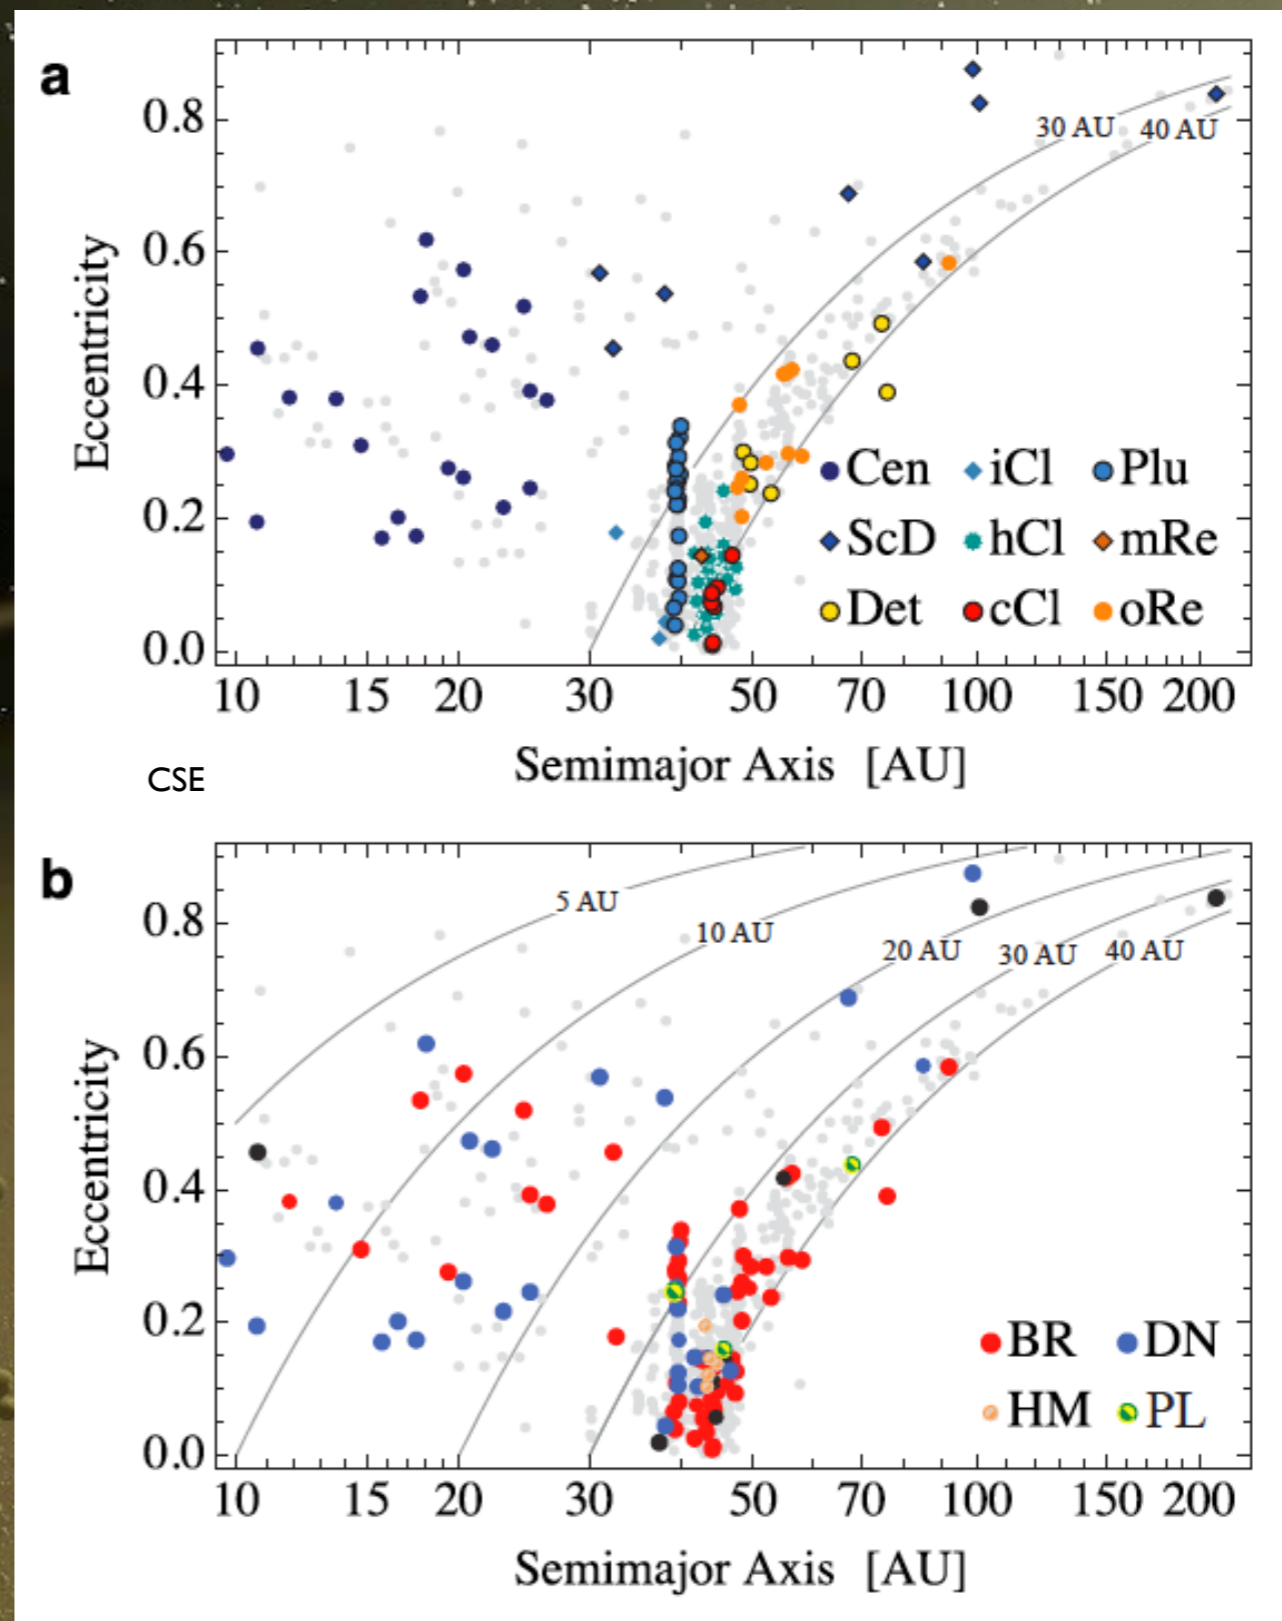 a
0.8
0.6
0.4
0.2
0.0
Eccentricity
30 AU 40 AU
Cen iCl Plu
ScD hCl mRe
Det cCl oRe
10 15 20 30 50 70 100 150 200
Semimajor Axis [AU]
CSE
b
0.8
0.6
0.4
0.2
0.0
Eccentricity
5 AU
10 AU
20 AU 30 AU 40 AU
BR DN
HM PL
10 15 20 30 50 70 100 150 200
Semimajor Axis [AU]